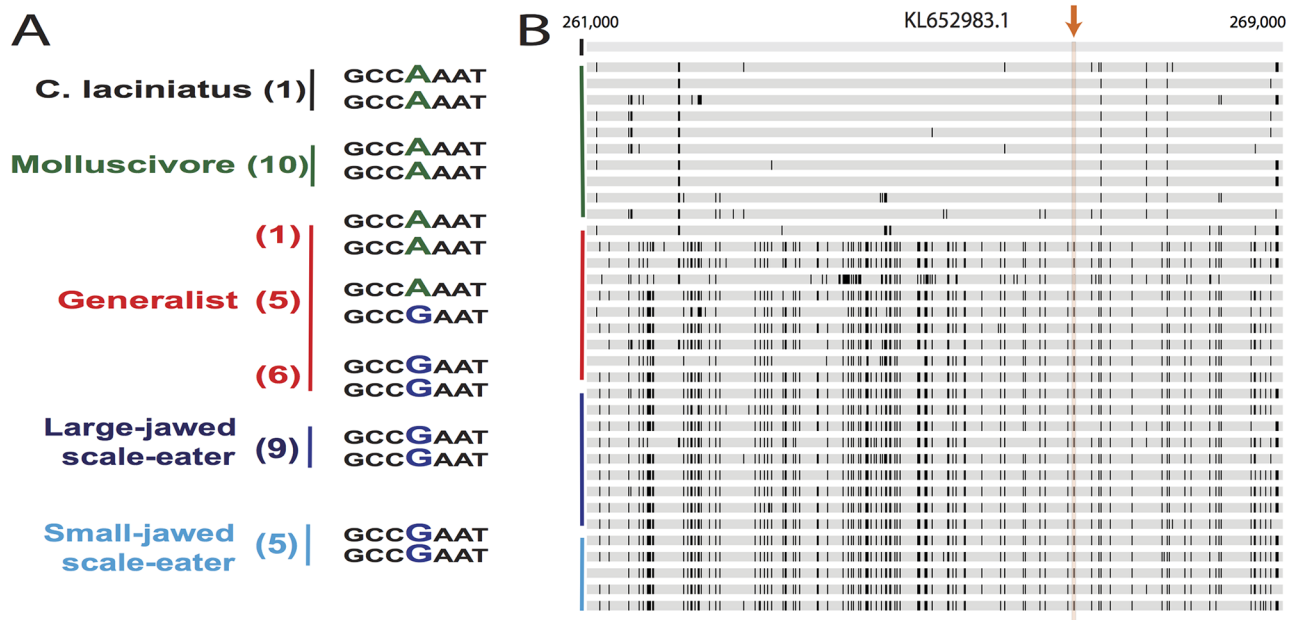 A
B
261,000
KL652983.1
269,000
C. laciniatus (1)
GCCAAAT
GCCAAAT
Molluscivore (10)
GCCAAAT
GCCAAAT
(1)
GCCAAAT
GCCAAAT
Generalist (5)
GCCAAAT
GCCGAAT
(6)
GCCGAAT
GCCGAAT
Large-jawed
scale-eater
(9)
GCCGAAT
GCCGAAT
Small-jawed
scale-eater
(5)
GCCGAAT
GCCGAAT